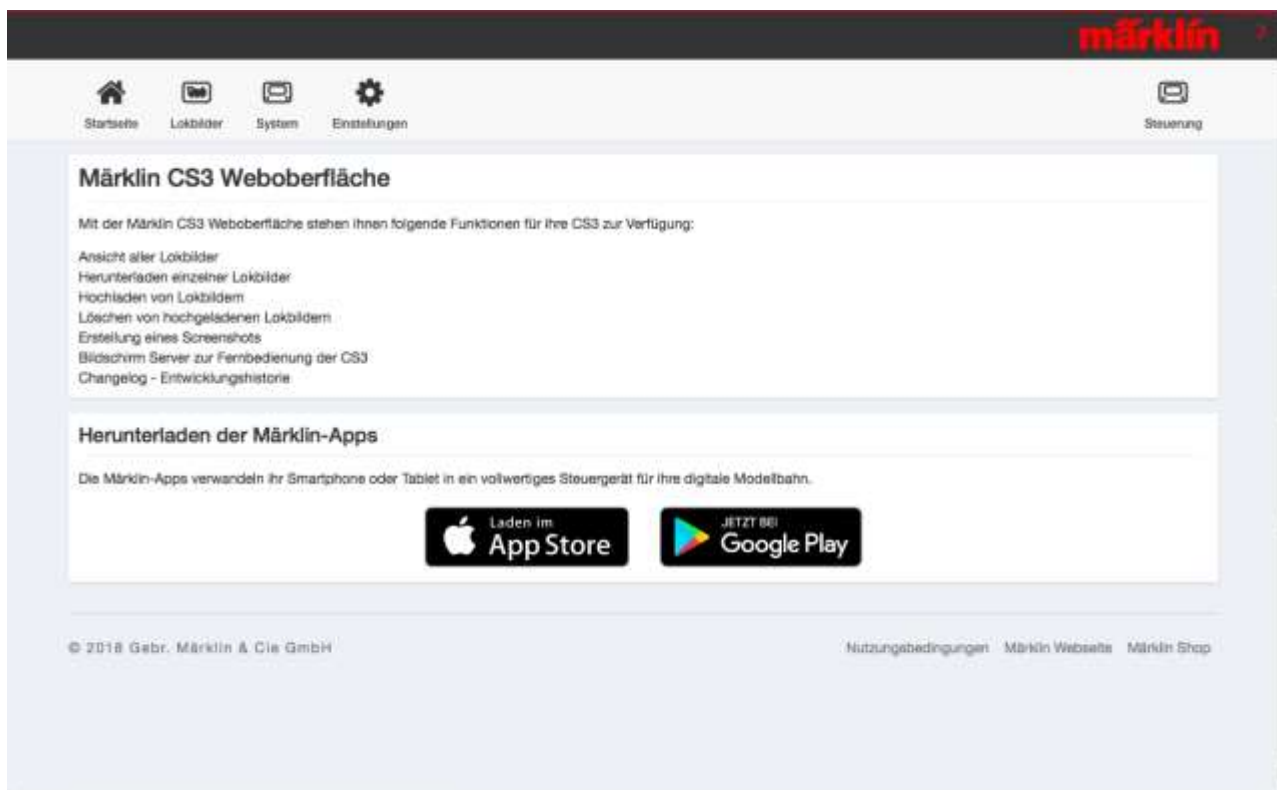 märklin
Startseite Lokbilder System Einstellungen Steuerung
Märklin CS3 Weboberfläche
Mit der Märklin CS3 Weboberfläche stehen Ihnen folgende Funktionen für Ihre CS3 zur Verfügung:
Ansicht aller Lokbilder
Herunterladen einzelner Lokbilder
Hochladen von Lokbildern
Löschen von hochgeladenen Lokbildern
Erstellung eines Screenshots
Bildschirm Server zur Fernbedienung der CS3
Changelog - Entwicklungshistorie
Herunterladen der Märklin-Apps
Die Märklin-Apps verwandeln Ihr Smartphone oder Tablet in ein vollwertiges Steuergerät für Ihre digitale Modellbahn.
Laden im
App Store
JETZT BEI
Google Play
© 2018 Gebr. Märklin & Cie GmbH
Nutzungsbedingungen Märklin Webseite Märklin Shop